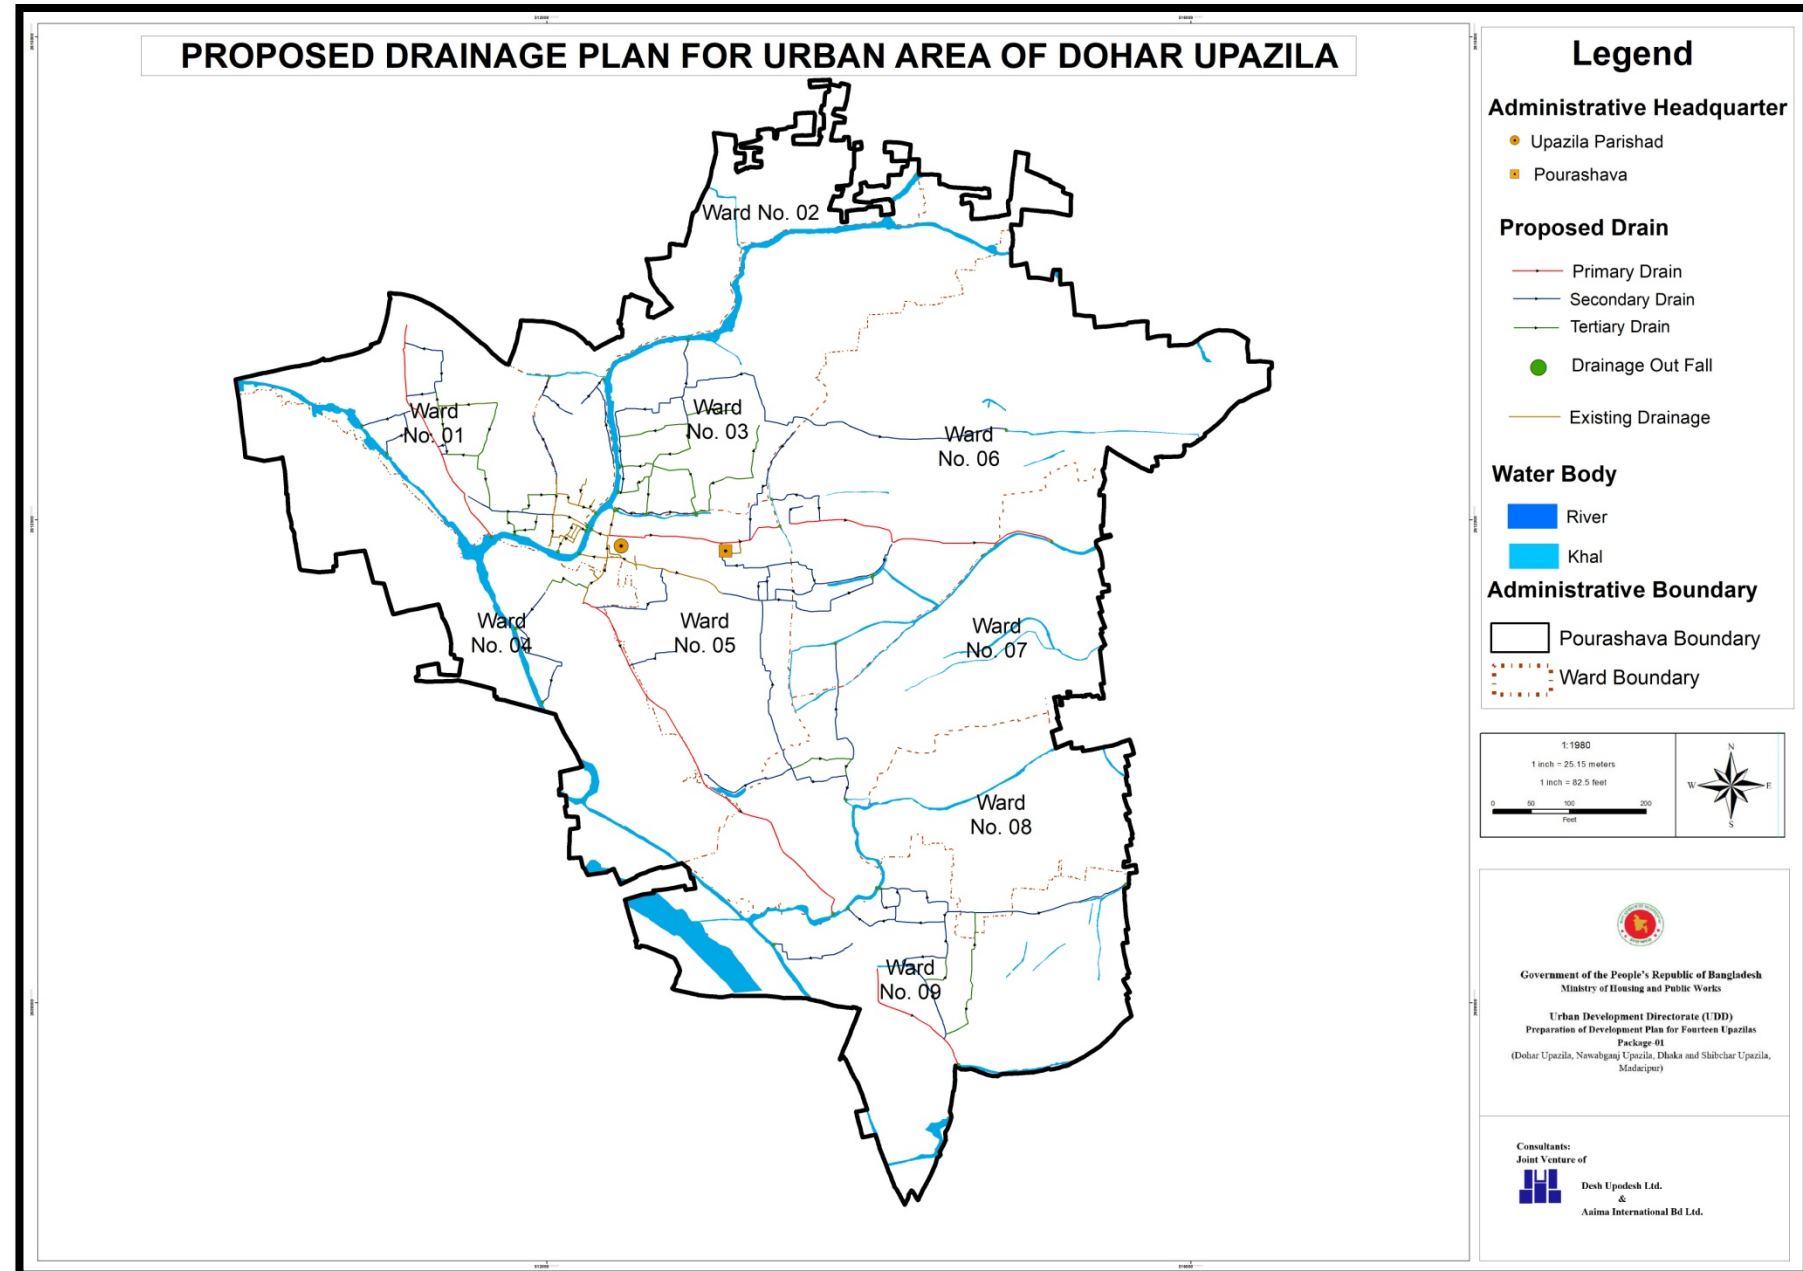 PROPOSED DRAINAGE PLAN FOR URBAN AREA OF DOHAR UPAZILA
Ward No. 02
Ward
No. 01
Ward
No. 03
Ward
No. 06
Ward
No. 04
Ward
No. 05
Ward
No. 07
Ward
No. 08
Ward
No. 09
Legend
Administrative Headquarter
Upazila Parishad
Pourashava
Proposed Drain
Primary Drain
Secondary Drain
Tertiary Drain
Drainage Out Fall
Existing Drainage
Water Body
River
Khal
Administrative Boundary
Pourashava Boundary
Ward Boundary
1:1980
1 inch = 25.15 meters
1 inch = 82.5 feet
0 50 100 200
Feet
N
W E
S
Government of the People's Republic of Bangladesh
Ministry of Housing and Public Works
Urban Development Directorate (UDD)
Preparation of Development Plan for Fourteen Upazilas
Package-01
(Dohar Upazila, Nawabganj Upazila, Dhaka and Shibchar Upazila,
Madaripur)
Consultants:
Joint Venture of
Desh Upodesh Ltd.
&
Aaima International Bd Ltd.